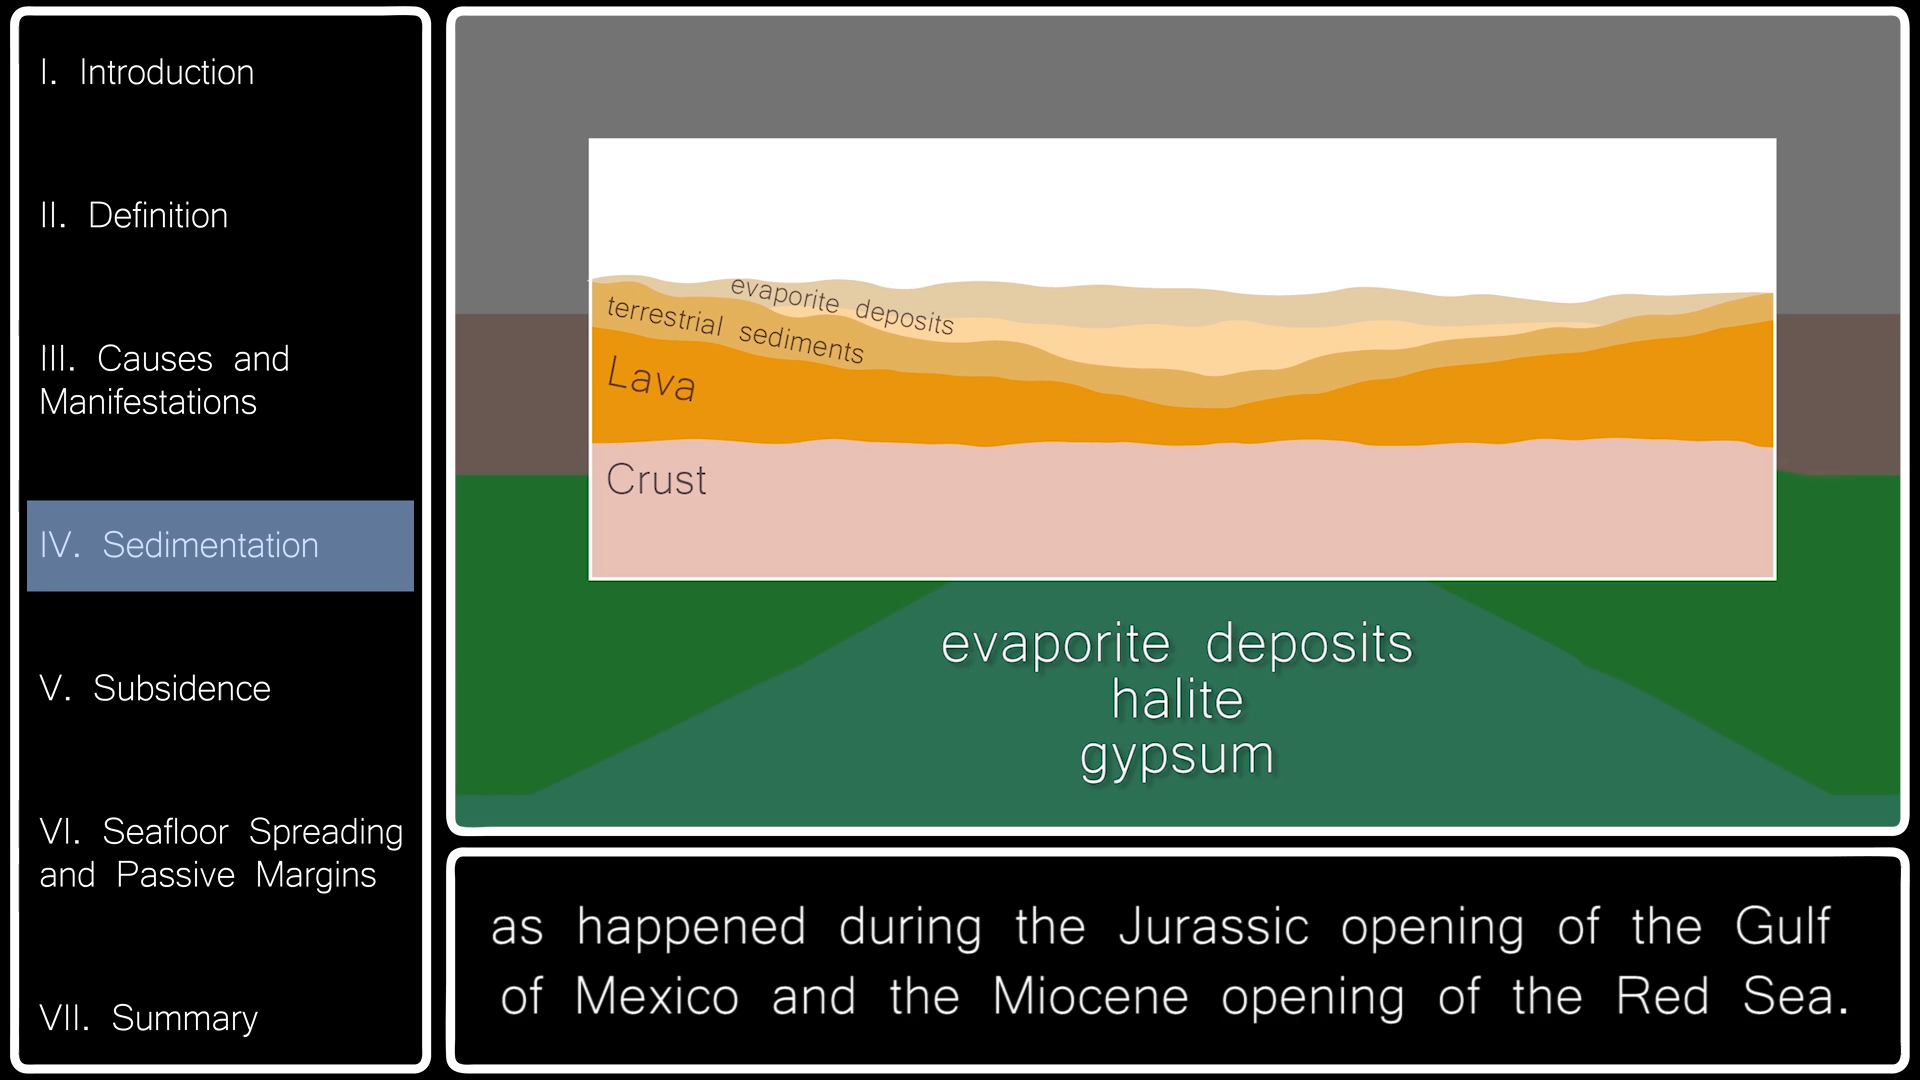 I. Introduction
II. Definition
III. Causes and
Manifestations
IV. Sedimentation
V. Subsidence
VI. Seafloor Spreading
and Passive Margins
VII. Summary
evaporite deposits
terrestrial sediments
Lava
Crust
evaporite deposits
halite
gypsum
as happened during the Jurassic opening of the Gulf
of Mexico and the Miocene opening of the Red Sea.